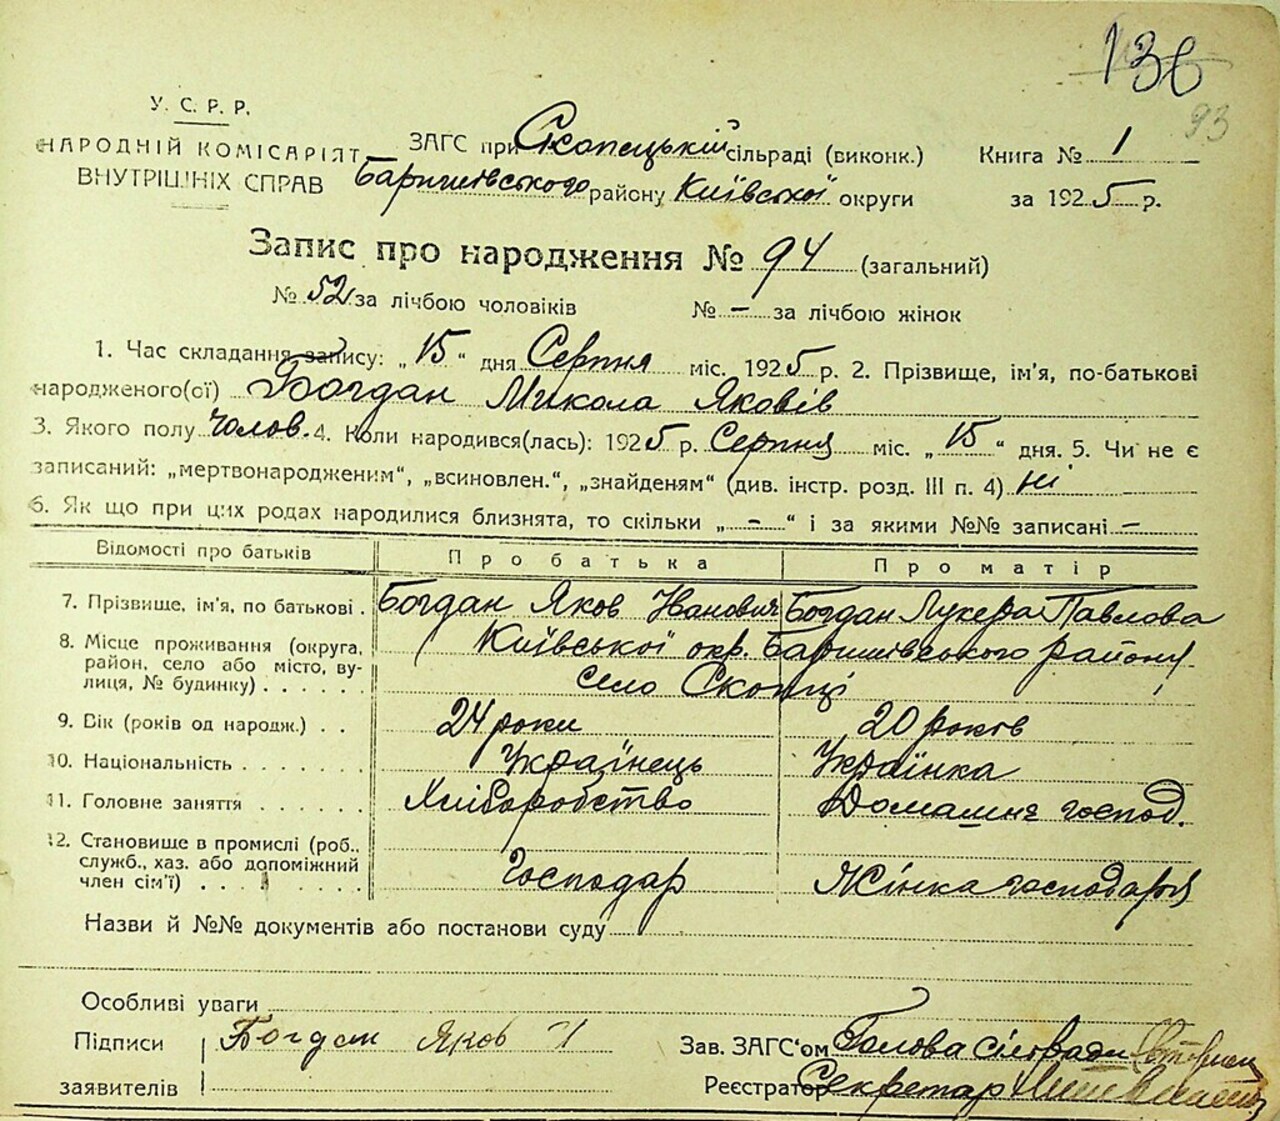 136
93
У. С. Р. Р.
НАРОДНІЙ КОМІСАРІЯТ
ВНУТРІШНІХ СПРАВ
ЗАГС при Скопецькій сільраді (виконк.)
Баришівського району Київської округи
Книга № 1
за 1925 р.
Запис про народження № 94 (загальний)
№ 52 за лічбою чоловіків № – за лічбою жінок
1. Час складання запису: „15“ дня Серпня міс. 1925 р. 2. Прізвище, ім'я, по-батькові
народженого(ої) Богдан Микола Яковів
3. Якого полу чолов. 4. Коли народився(лась): 1925 р. Серпня міс. „15“ дня. 5. Чи не є
записаний: „мертвонародженим“, „всиновлен.“, „знайденям“ (див. інстр. розд. III п. 4) ні
6. Як що при цих родах народилися близнята, то скільки „–“ і за якими №№ записані –
Відомості про батьків Про батька Про матір
7. Прізвище, ім'я, по батькові . Богдан Яков Іванович Богдан Лукера Павлова
8. Місце проживання (округа, район, село або місто, вулиця, № будинку) . . . . . . Київської окр. Баришівського району
село Скопці
9. Вік (років од народж.) . . 24 роки 20 років
10. Національність . . . . . . . Українець Українка
11. Головне заняття . . . . . . Хліборобство Домашнє господ.
12. Становище в промислі (роб., служб., хаз. або допоміжний член сім'ї) . . . . . . . Господар Жінка господаря
Назви й №№ документів або постанови суду
Особливі уваги
Підписи Богдан Яков І
заявителів
Зав. ЗАГС'ом Голова сільради
Реєстратор Секретар